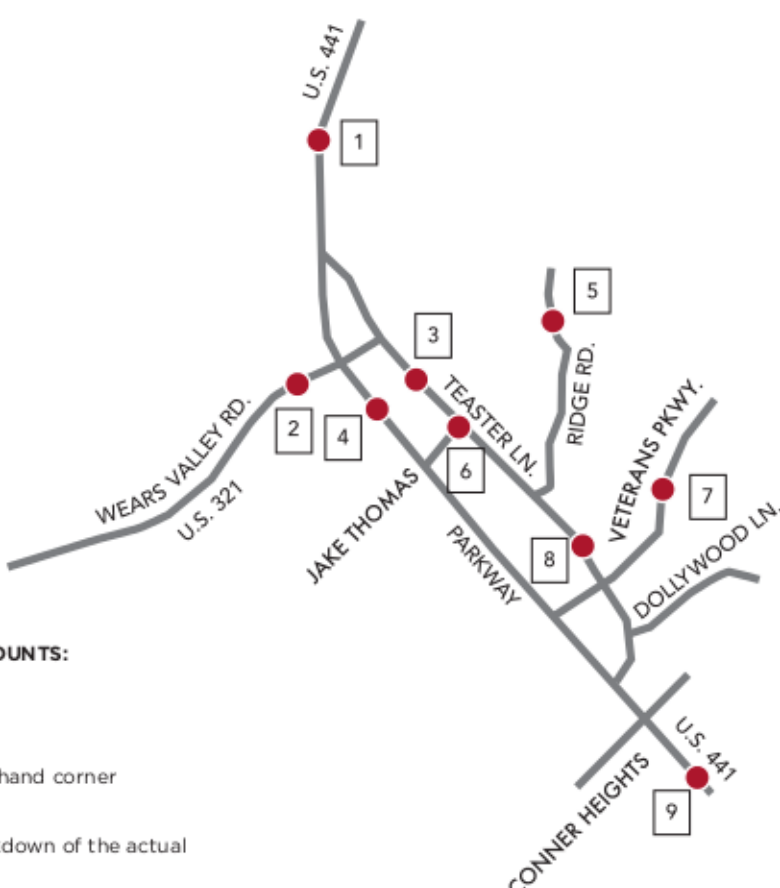 U.S. 441
1
5
3
TEASTER LN.
RIDGE RD.
2
4
WEARS VALLEY RD.
U.S. 321
6
VETERANS PKWY.
7
JAKE THOMAS
PARKWAY
8
DOLLYWOOD LN.
OUNTS:
hand corner
down of the actual
U.S. 441
9
CONNER HEIGHTS